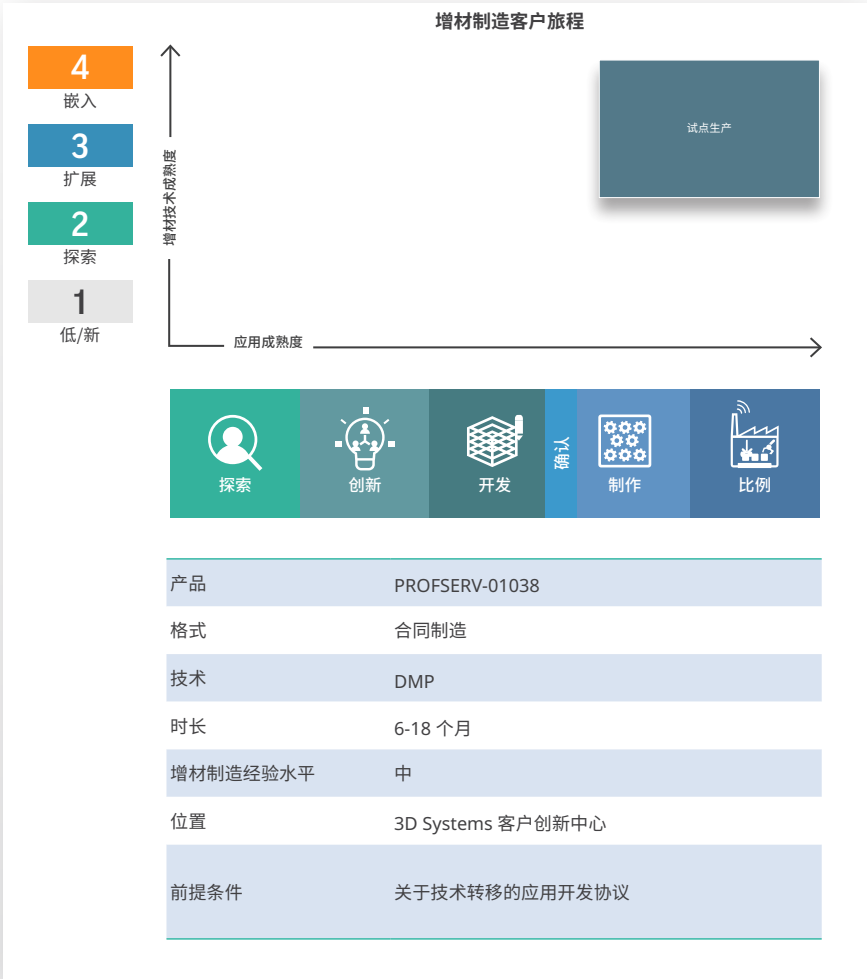 增材制造客户旅程
4
嵌入
3
扩展
2
探索
1
低/新
增材技术成熟度
试点生产
应用成熟度
探索
创新
开发
确认
制作
比例
产品 PROFSERV-01038
格式 合同制造
技术 DMP
时长 6-18 个月
增材制造经验水平 中
位置 3D Systems 客户创新中心
前提条件 关于技术转移的应用开发协议